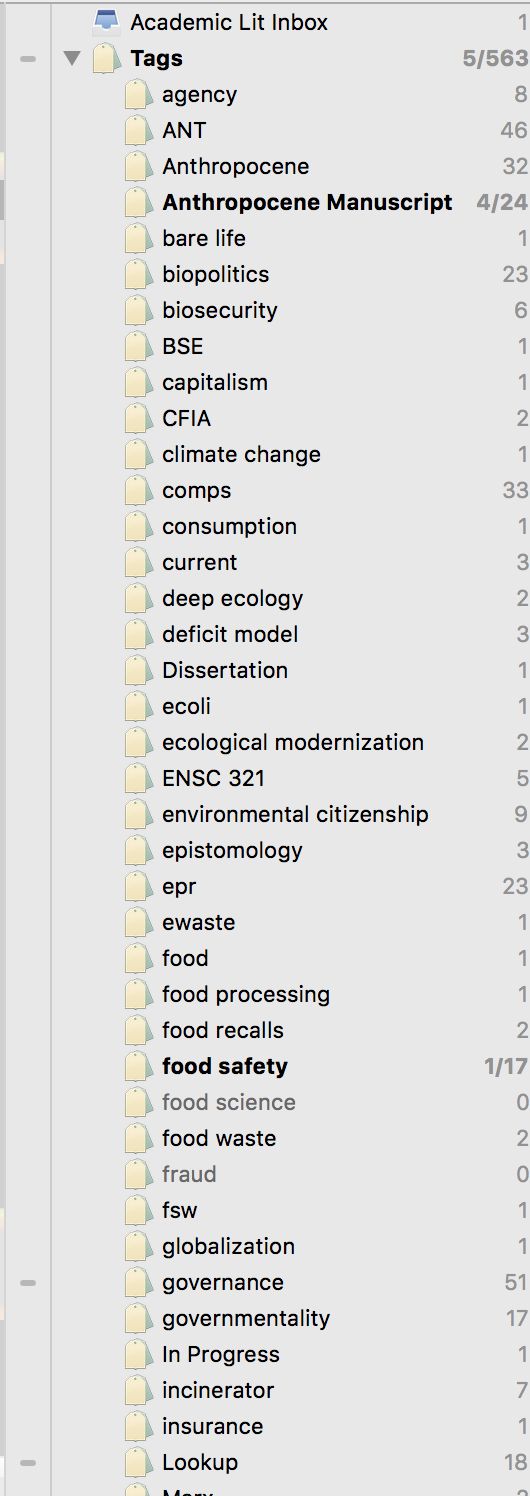 Academic Lit Inbox 1
Tags 5/563
agency 8
ANT 46
Anthropocene 32
Anthropocene Manuscript 4/24
bare life 1
biopolitics 23
biosecurity 6
BSE 1
capitalism 1
CFIA 2
climate change 1
comps 33
consumption 1
current 3
deep ecology 2
deficit model 3
Dissertation 1
ecoli 1
ecological modernization 2
ENSC 321 5
environmental citizenship 9
epistomology 3
epr 23
ewaste 1
food 1
food processing 1
food recalls 2
food safety 1/17
food science 0
food waste 2
fraud 0
fsw 1
globalization 1
governance 51
governmentality 17
In Progress 1
incinerator 7
insurance 1
Lookup 18